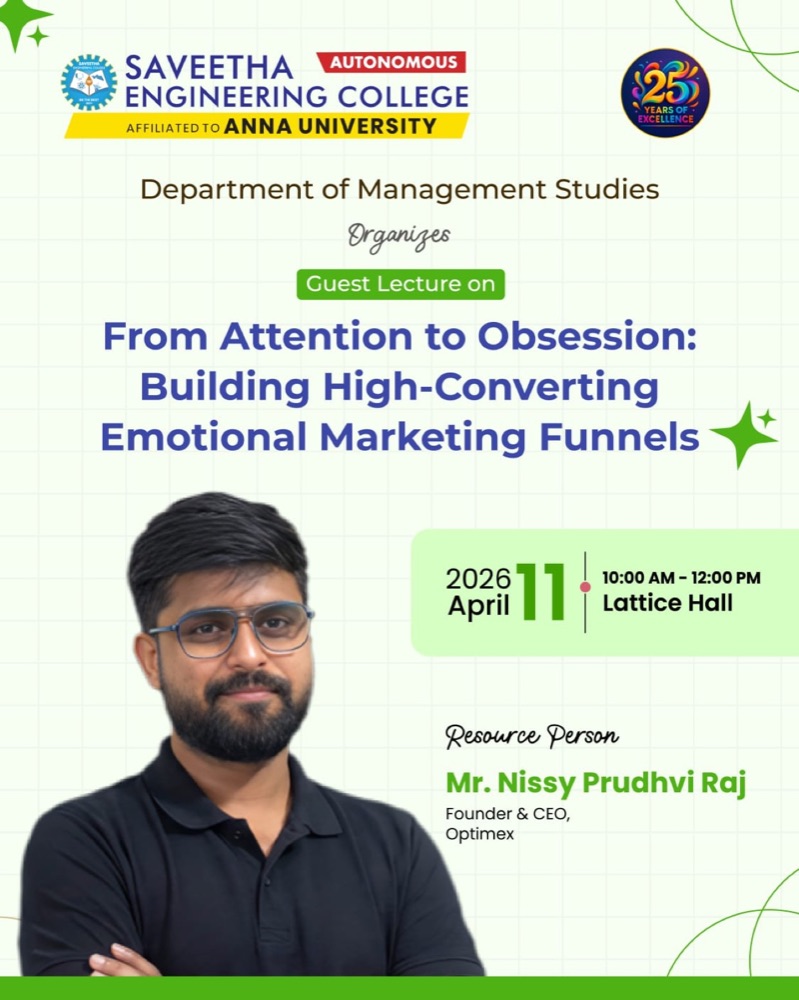 SAVEETHA
AUTONOMOUS
ENGINEERING COLLEGE
AFFILIATED TO ANNA UNIVERSITY
25
YEARS OF
EXCELLENCE
Department of Management Studies
Organizes
Guest Lecture on
From Attention to Obsession:
Building High-Converting
Emotional Marketing Funnels
2026
April
11
10:00 AM - 12:00 PM
Lattice Hall
Resource Person
Mr. Nissy Prudhvi Raj
Founder & CEO,
Optimex